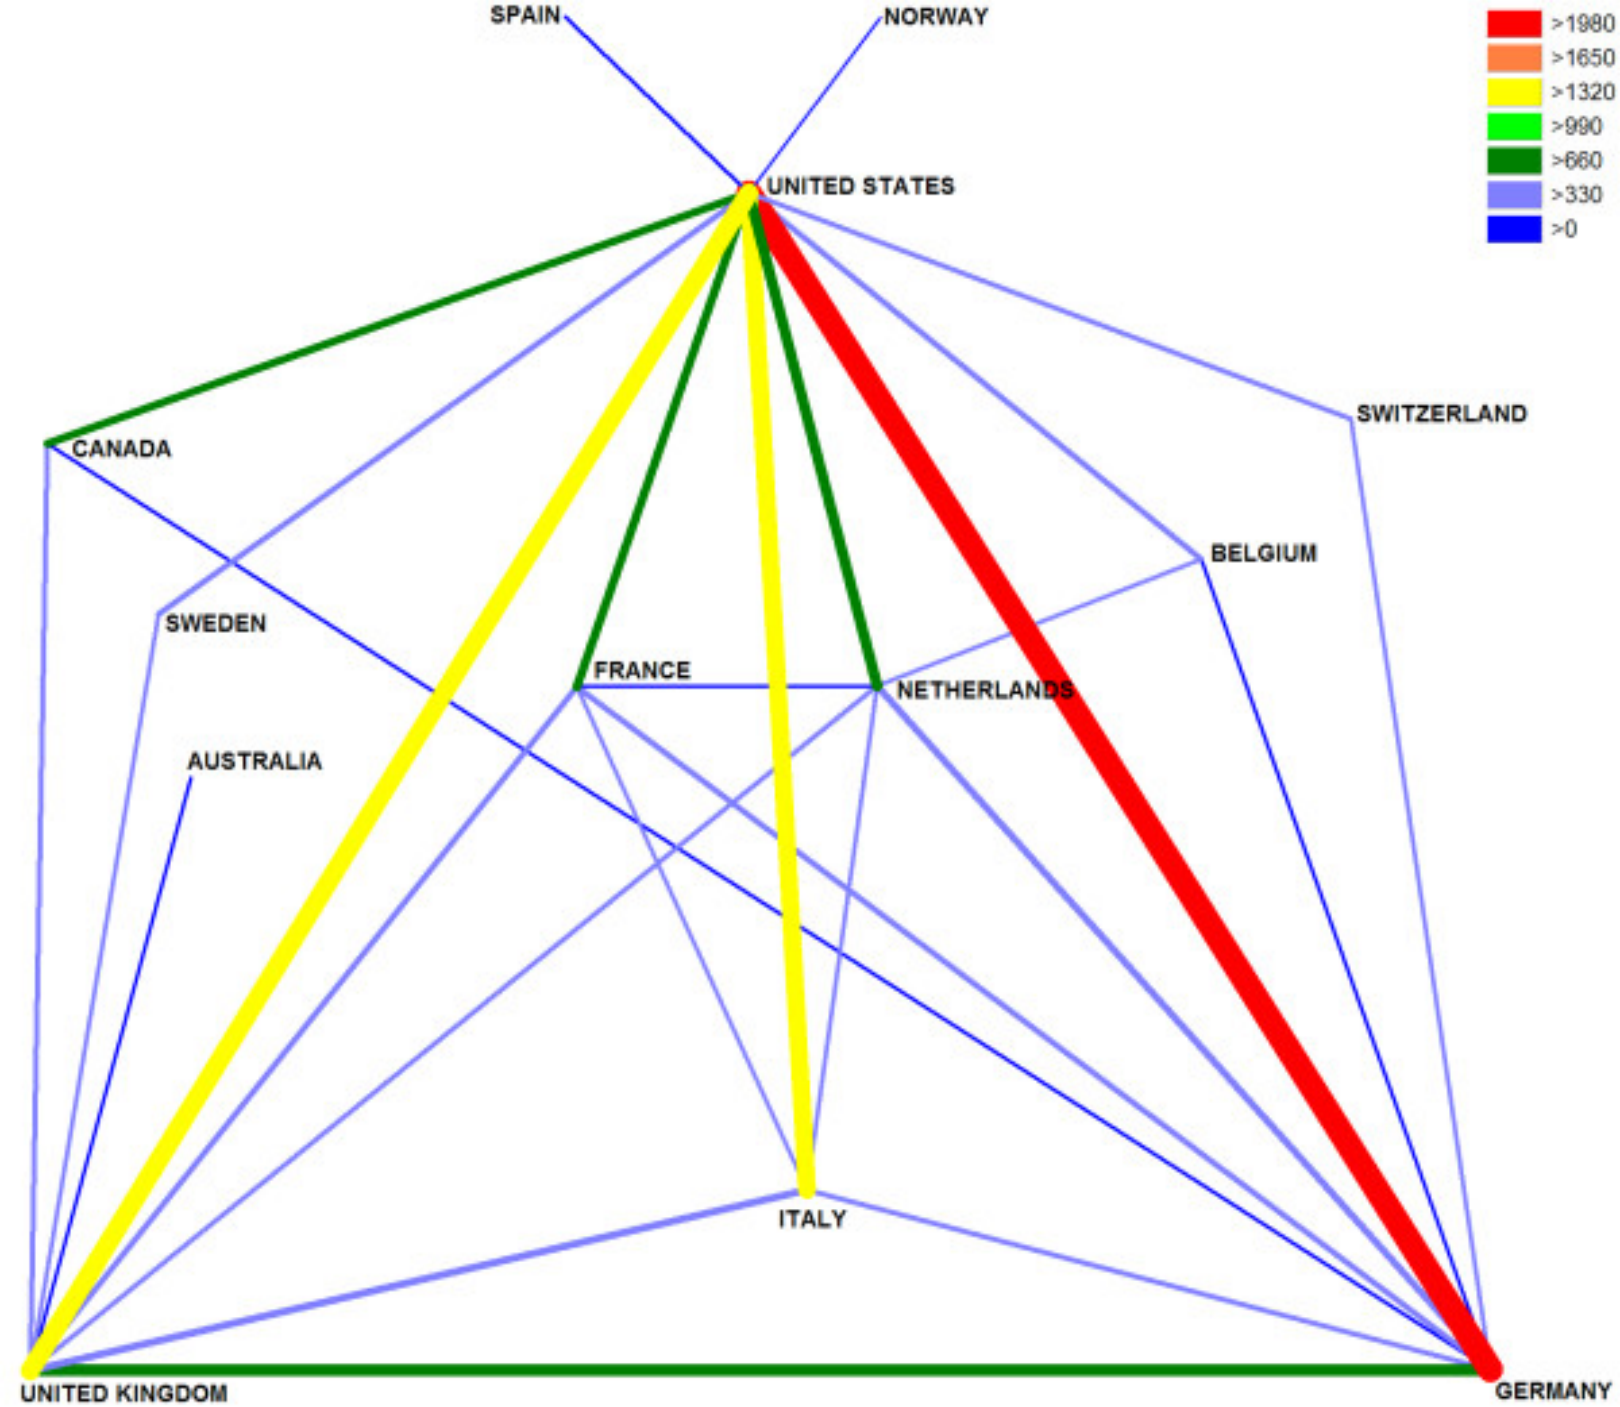 SPAIN
NORWAY
>1980
>1650
>1320
>990
>660
>330
>0
UNITED STATES
SWITZERLAND
CANADA
BELGIUM
SWEDEN
FRANCE
NETHERLANDS
AUSTRALIA
ITALY
UNITED KINGDOM
GERMANY